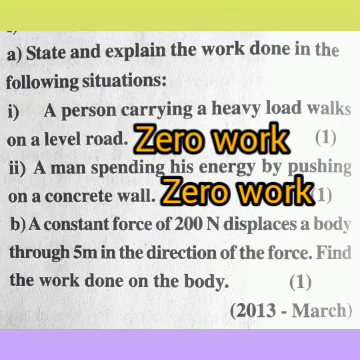 a) State and explain the work done in the
following situations:
i) A person carrying a heavy load walks
on a level road. Zero work (1)
ii) A man spending his energy by pushing
on a concrete wall. Zero work 1)
b) A constant force of 200 N displaces a body
through 5m in the direction of the force. Find
the work done on the body. (1)
(2013 - March)